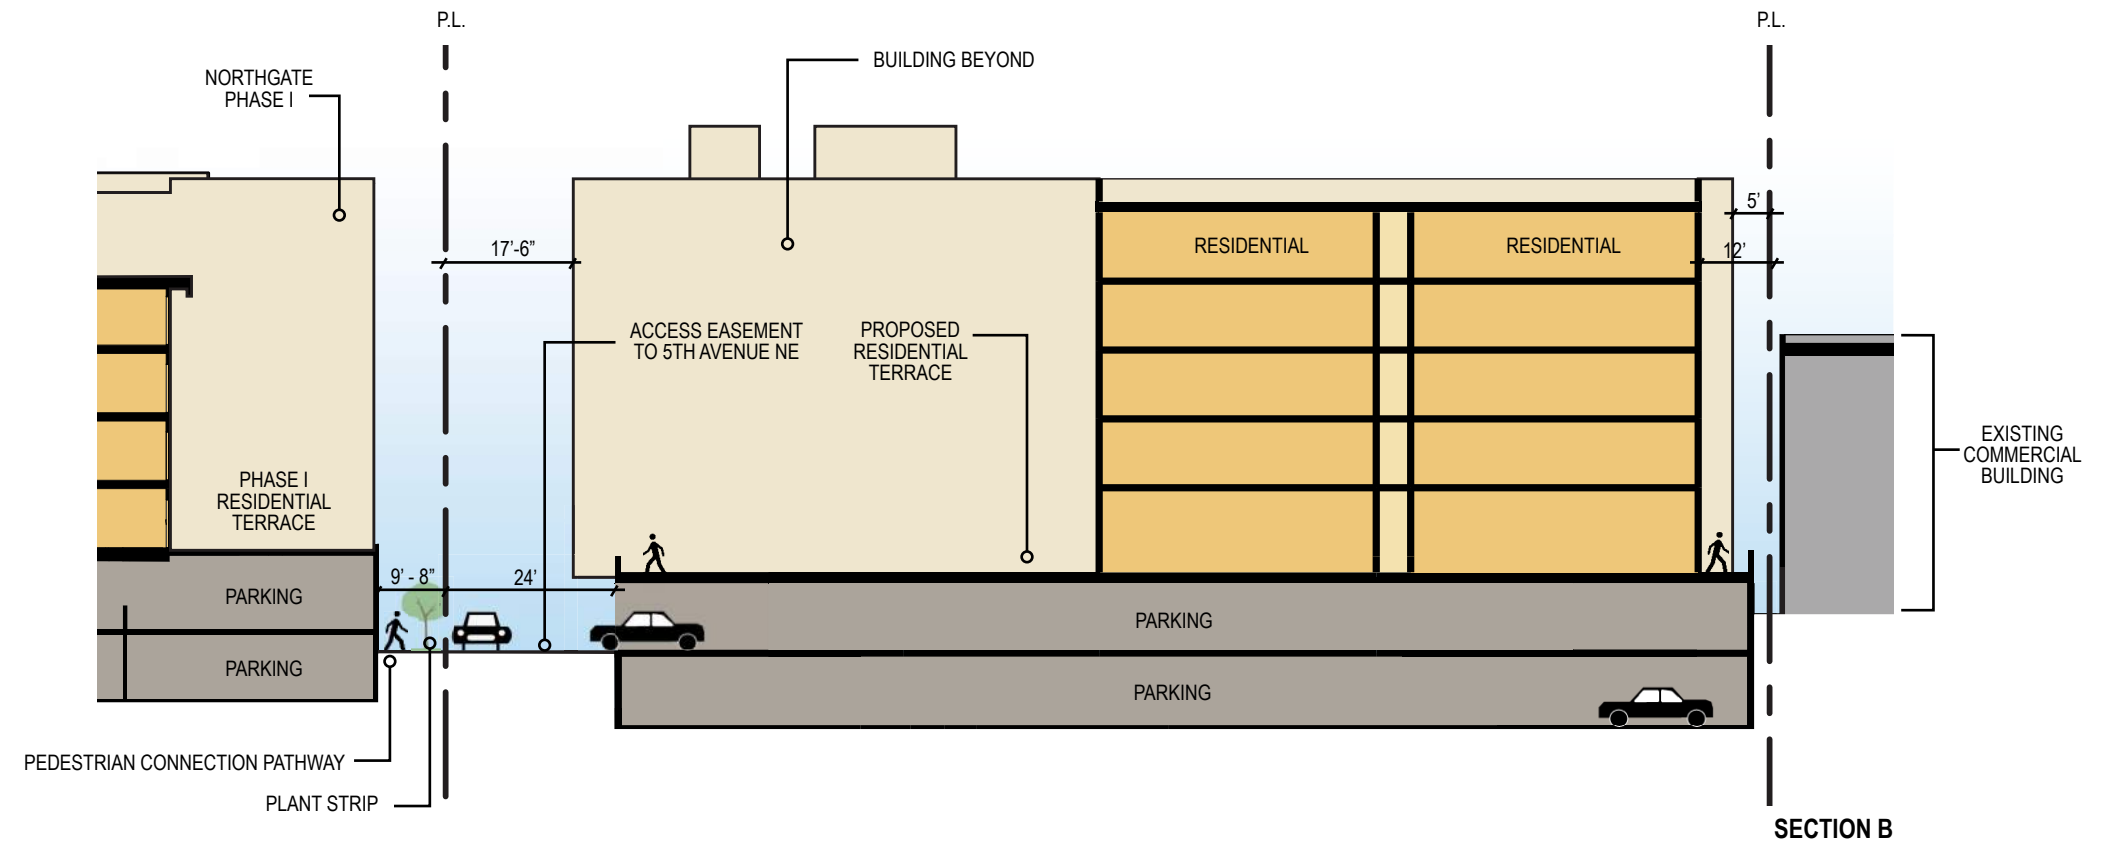 P.L.
P.L.
BUILDING BEYOND
NORTHGATE
PHASE I
5'
17'-6"
RESIDENTIAL
RESIDENTIAL
12'
ACCESS EASEMENT
TO 5TH AVENUE NE
PROPOSED
RESIDENTIAL
TERRACE
EXISTING
COMMERCIAL
BUILDING
PHASE I
RESIDENTIAL
TERRACE
9' - 8"
24'
PARKING
PARKING
PARKING
PARKING
PEDESTRIAN CONNECTION PATHWAY
PLANT STRIP
SECTION B